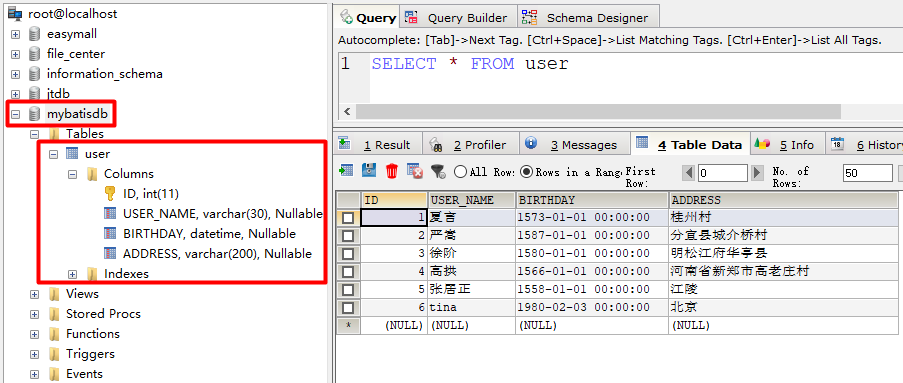 root@localhost
easymall
file_center
information_schema
jtdb
mybatisdb
Tables
user
Columns
ID, int(11)
USER_NAME, varchar(30), Nullable
BIRTHDAY, datetime, Nullable
ADDRESS, varchar(200), Nullable
Indexes
Views
Stored Procs
Functions
Triggers
Events
Query Query Builder Schema Designer
Autocomplete: [Tab]->Next Tag. [Ctrl+Space]->List Matching Tags. [Ctrl+Enter]->List All Tags.
1 SELECT * FROM user
1 Result 2 Profiler 3 Messages 4 Table Data 5 Info 6 History
All Row: Rows in a Rang First Row: 0 No. of Rows: 50
ID USER_NAME BIRTHDAY ADDRESS
1 夏言 1573-01-01 00:00:00 桂州村
2 严嵩 1587-01-01 00:00:00 分宜县城介桥村
3 徐阶 1580-01-01 00:00:00 明松江府华亭县
4 高拱 1566-01-01 00:00:00 河南省新郑市高老庄村
5 张居正 1558-01-01 00:00:00 江陵
6 tina 1980-02-03 00:00:00 北京
* (NULL) (NULL) (NULL) (NULL)